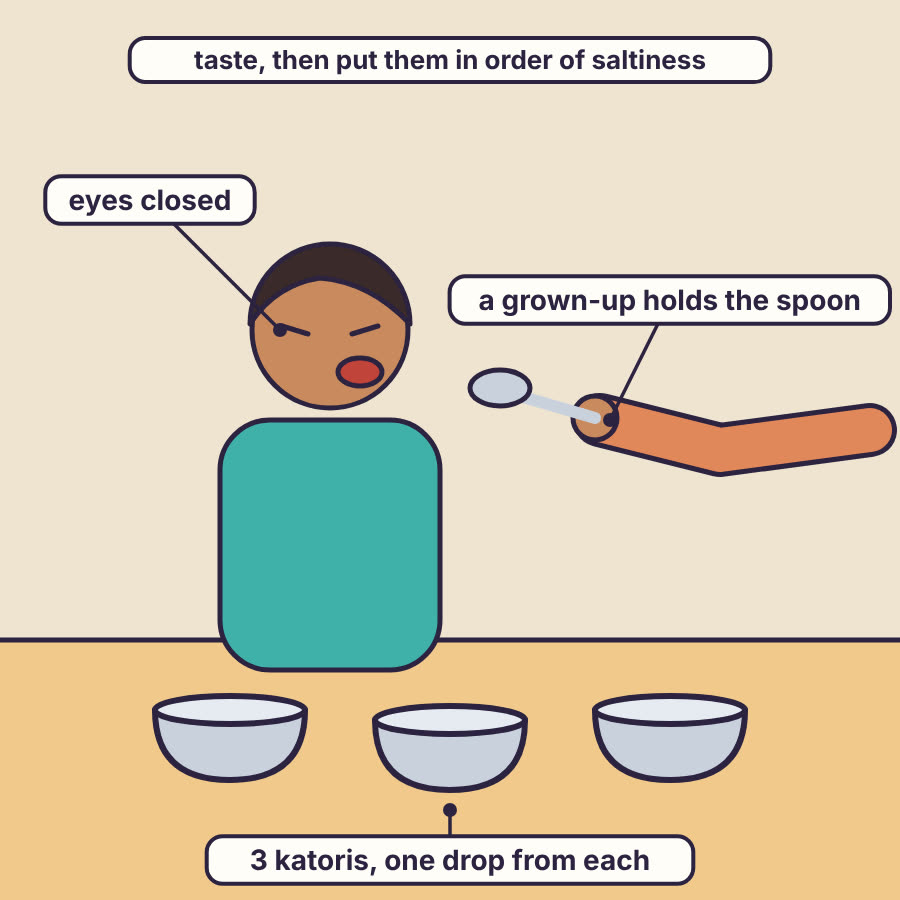 taste, then put them in order of saltiness
eyes closed
a grown-up holds the spoon
3 katoris, one drop from each